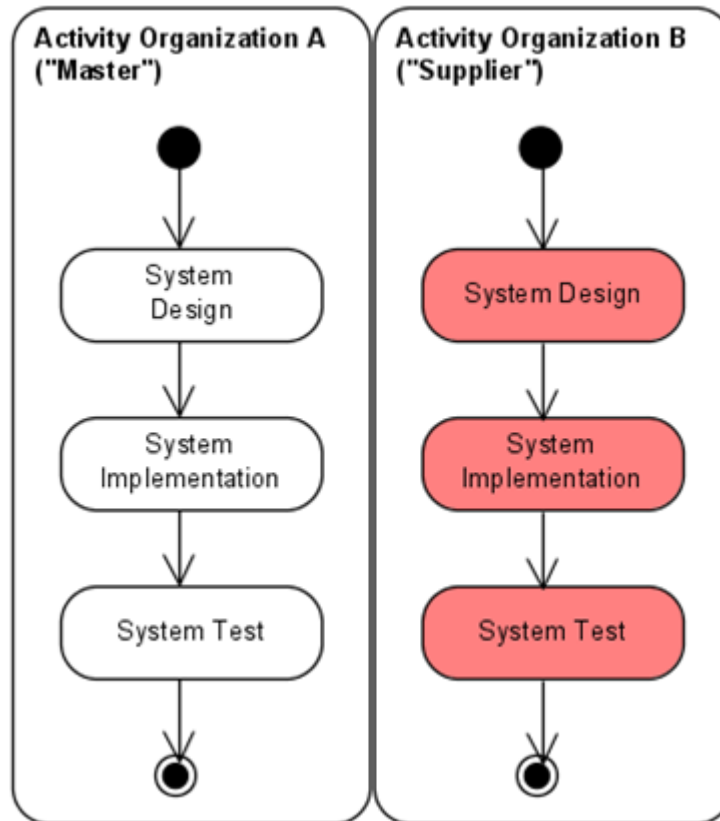 Activity Organization A
("Master")
System
Design
System
Implementation
System Test
Activity Organization B
("Supplier")
System Design
System
Implementation
System Test